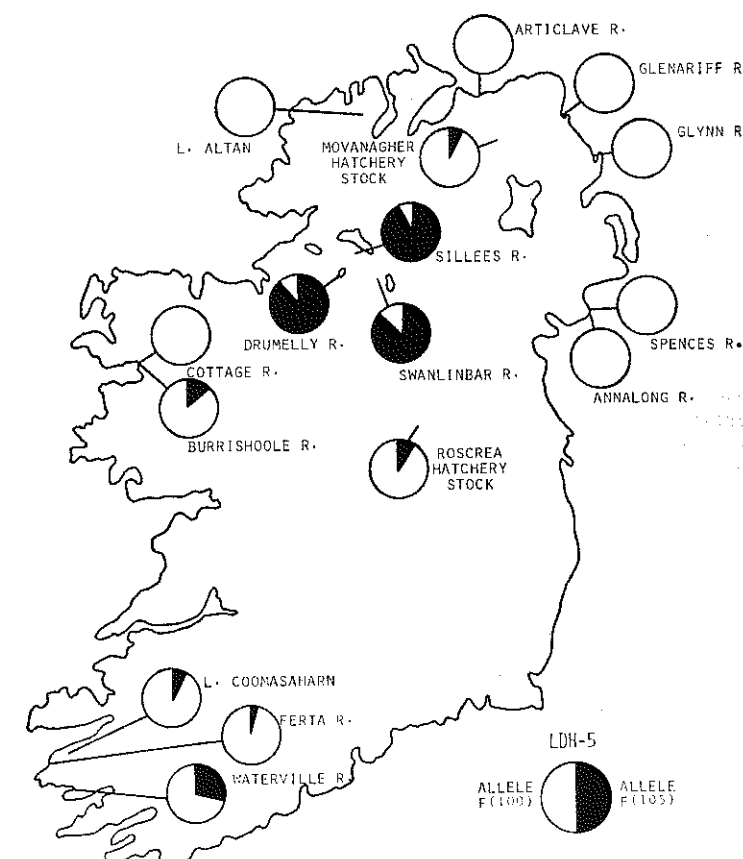 ARTICLAVE R.
GLENARIFF R
GLYNN R
L. ALTAN
MOVANAGHER
HATCHERY
STOCK
SILLEES R.
DRUMELLY R.
SWANLINBAR R.
SPENCES R.
ANNALONG R.
COTTAGE R.
BURRISHOOLE R.
ROSCREA
HATCHERY
STOCK
L. COOMASAHARN
FERTA R.
WATERVILLE R.
LDH-5
ALLELE
F(100)
ALLELE
F(105)